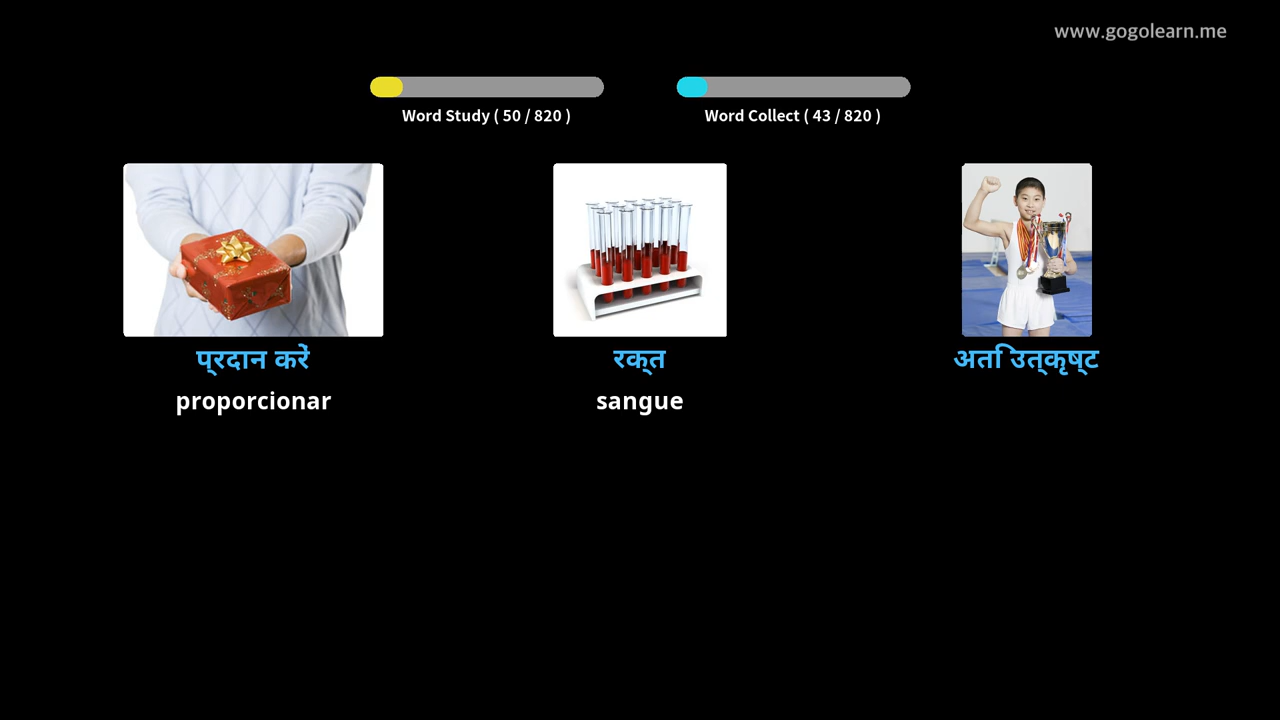 www.gogolearn.me
Word Study ( 50 / 820 )
Word Collect ( 43 / 820 )
प्रदान करें
रक्त
अति उत्कृष्ट
proporcionar
sangue